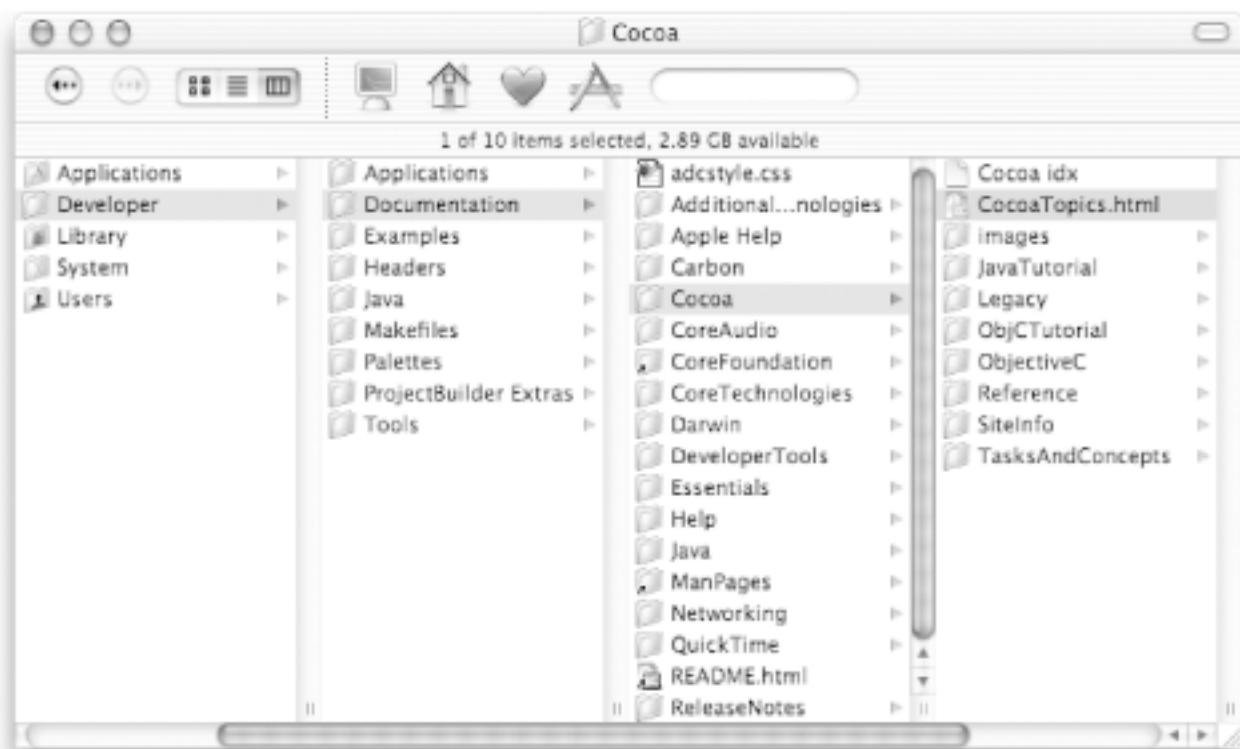 Cocoa
1 of 10 items selected, 2.89 GB available
Applications
Developer
Library
System
Users
Applications
Documentation
Examples
Headers
Java
Makefiles
Palettes
ProjectBuilder Extras
Tools
adcstyle.css
Additional...nologies
Apple Help
Carbon
Cocoa
CoreAudio
CoreFoundation
CoreTechnologies
Darwin
DeveloperTools
Essentials
Help
Java
ManPages
Networking
QuickTime
README.html
ReleaseNotes
Cocoa idx
CocoaTopics.html
images
JavaTutorial
Legacy
ObjCTutorial
ObjectiveC
Reference
SiteInfo
TasksAndConcepts